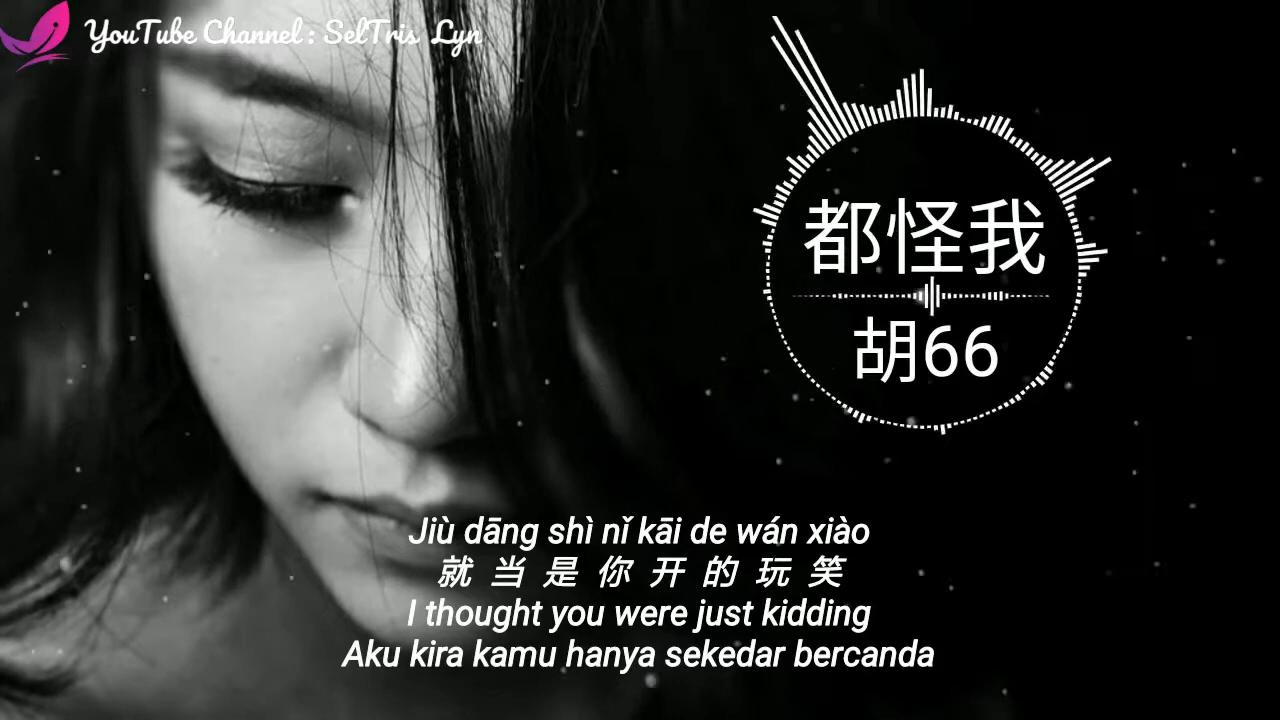 YouTube Channel : SelTris Lyn
都怪我
胡66
Jiù dāng shì nǐ kāi de wán xiào
就 当 是 你 开 的 玩 笑
I thought you were just kidding
Aku kira kamu hanya sekedar bercanda